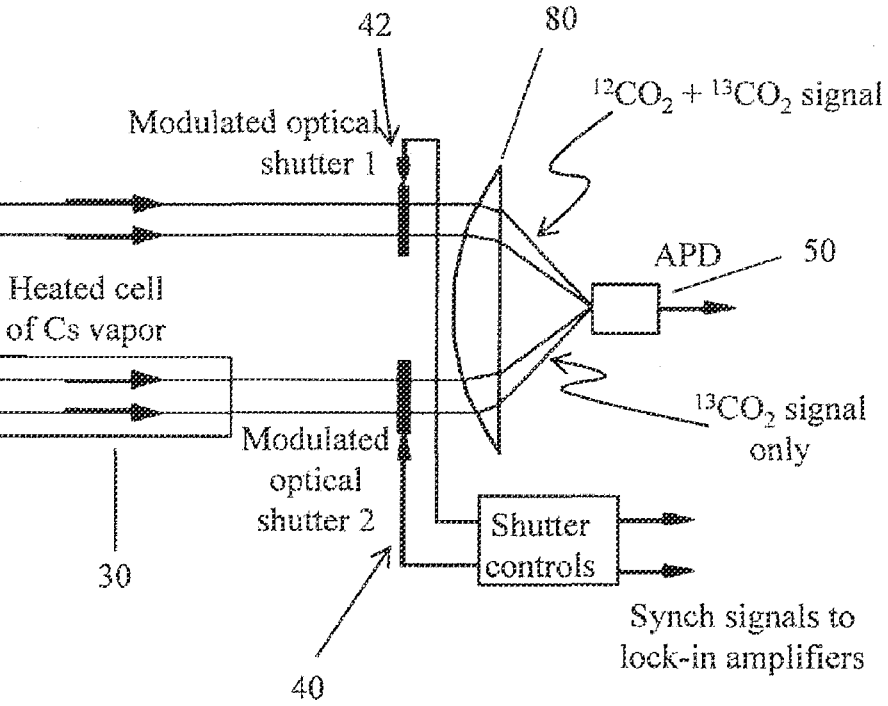 42
80
¹²CO₂ + ¹³CO₂ signal
Modulated optical
shutter 1
APD
50
Heated cell
of Cs vapor
¹³CO₂ signal
only
Modulated
optical
shutter 2
Shutter
controls
30
Synch signals to
lock-in amplifiers
40